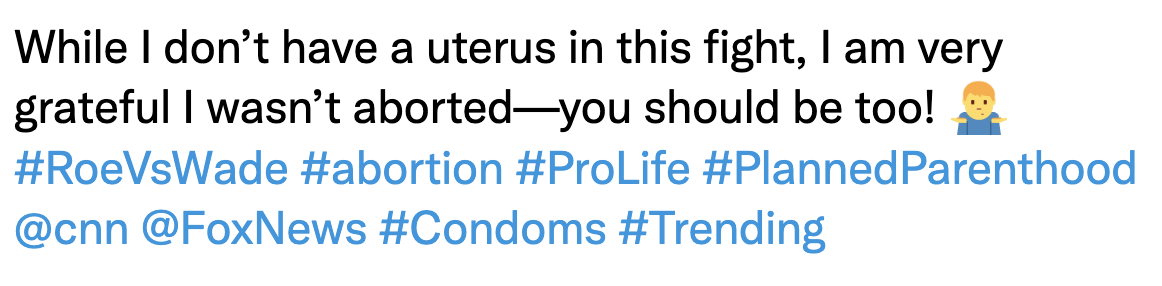 While I don’t have a uterus in this fight, I am very
grateful I wasn’t aborted—you should be too! 🤷‍♂️
#RoeVsWade #abortion #ProLife #PlannedParenthood
@cnn @FoxNews #Condoms #Trending